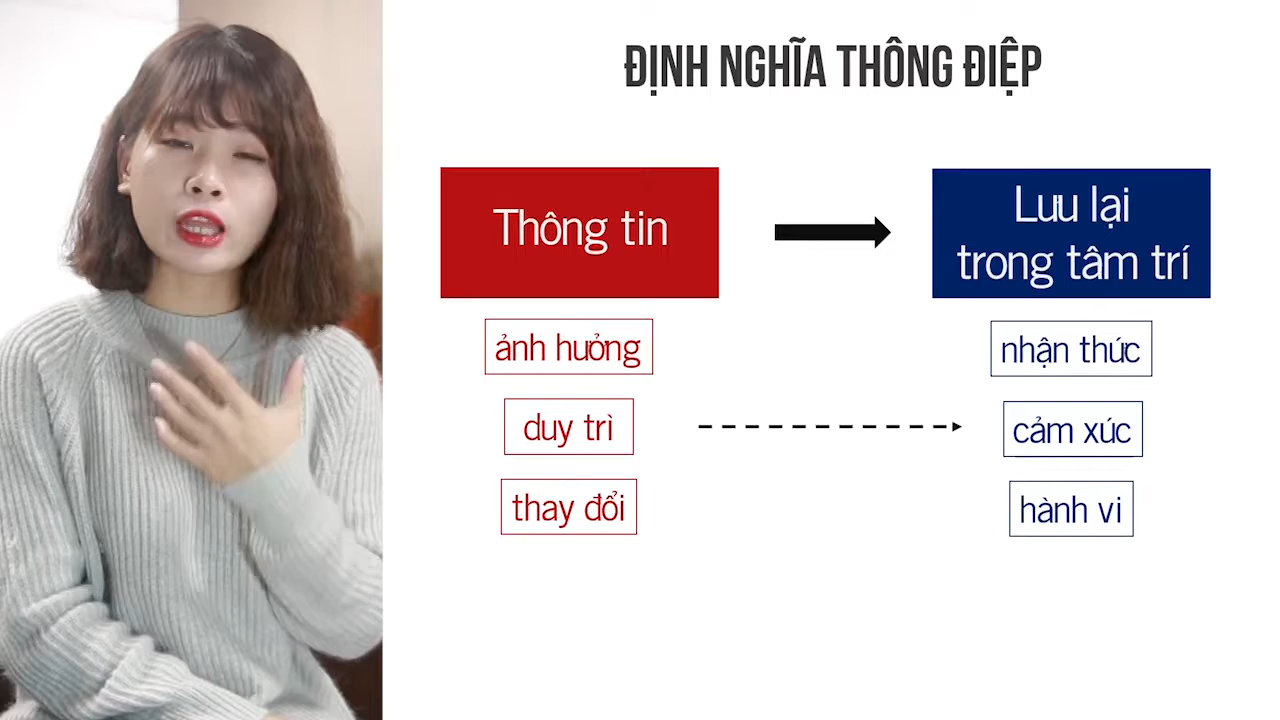 ĐỊNH NGHĨA THÔNG ĐIỆP
Thông tin
Lưu lại
trong tâm trí
ảnh hưởng
nhận thức
duy trì
cảm xúc
thay đổi
hành vi